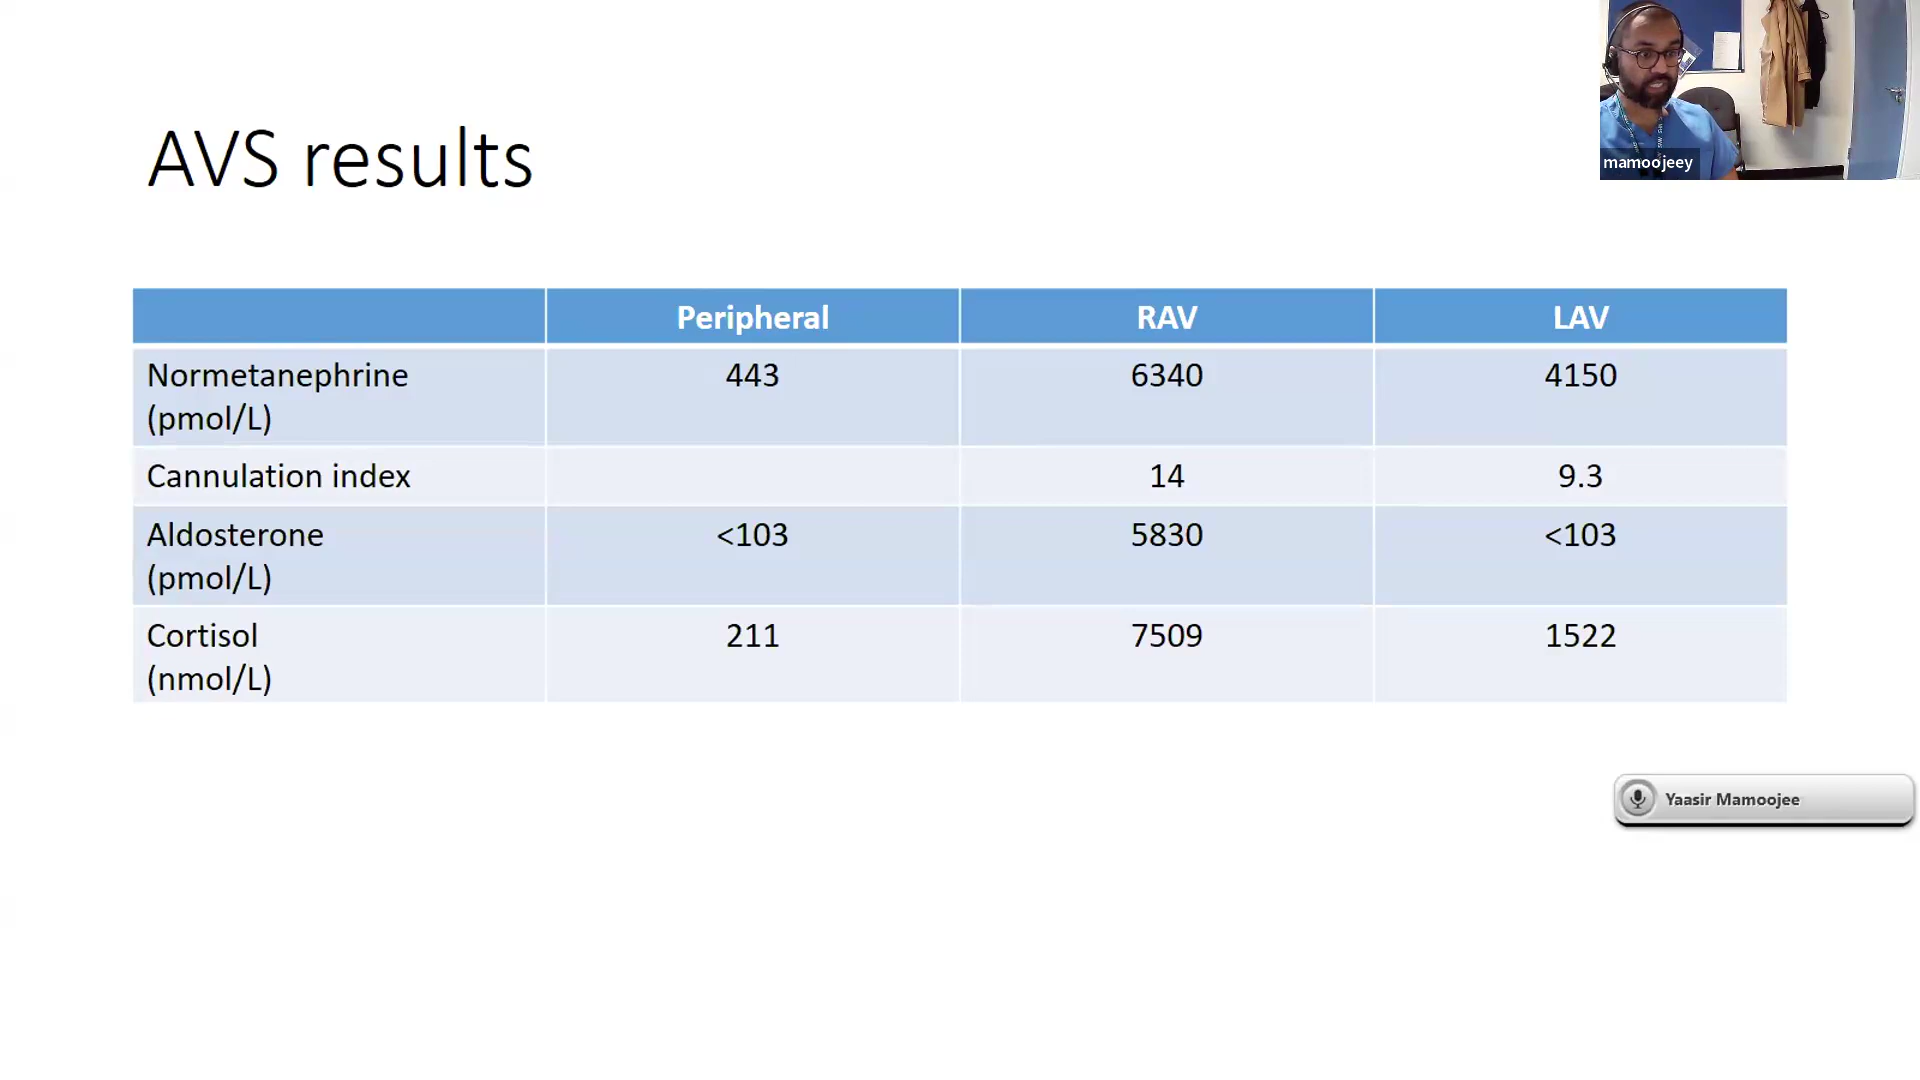 mamoojeey
AVS results
Peripheral RAV LAV
Normetanephrine
(pmol/L)
443 6340 4150
Cannulation index 14 9.3
Aldosterone
(pmol/L)
<103 5830 <103
Cortisol
(nmol/L)
211 7509 1522
Yaasir Mamoojee